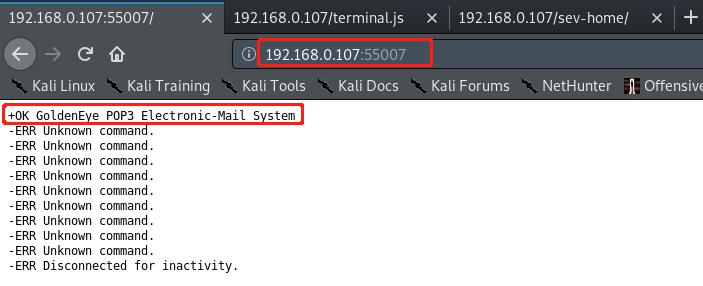 192.168.0.107:55007/ 192.168.0.107/terminal.js 192.168.0.107/sev-home/
192.168.0.107:55007
Kali Linux Kali Training Kali Tools Kali Docs Kali Forums NetHunter Offensive
+OK GoldenEye POP3 Electronic-Mail System
-ERR Unknown command.
-ERR Unknown command.
-ERR Unknown command.
-ERR Unknown command.
-ERR Unknown command.
-ERR Unknown command.
-ERR Unknown command.
-ERR Unknown command.
-ERR Unknown command.
-ERR Disconnected for inactivity.